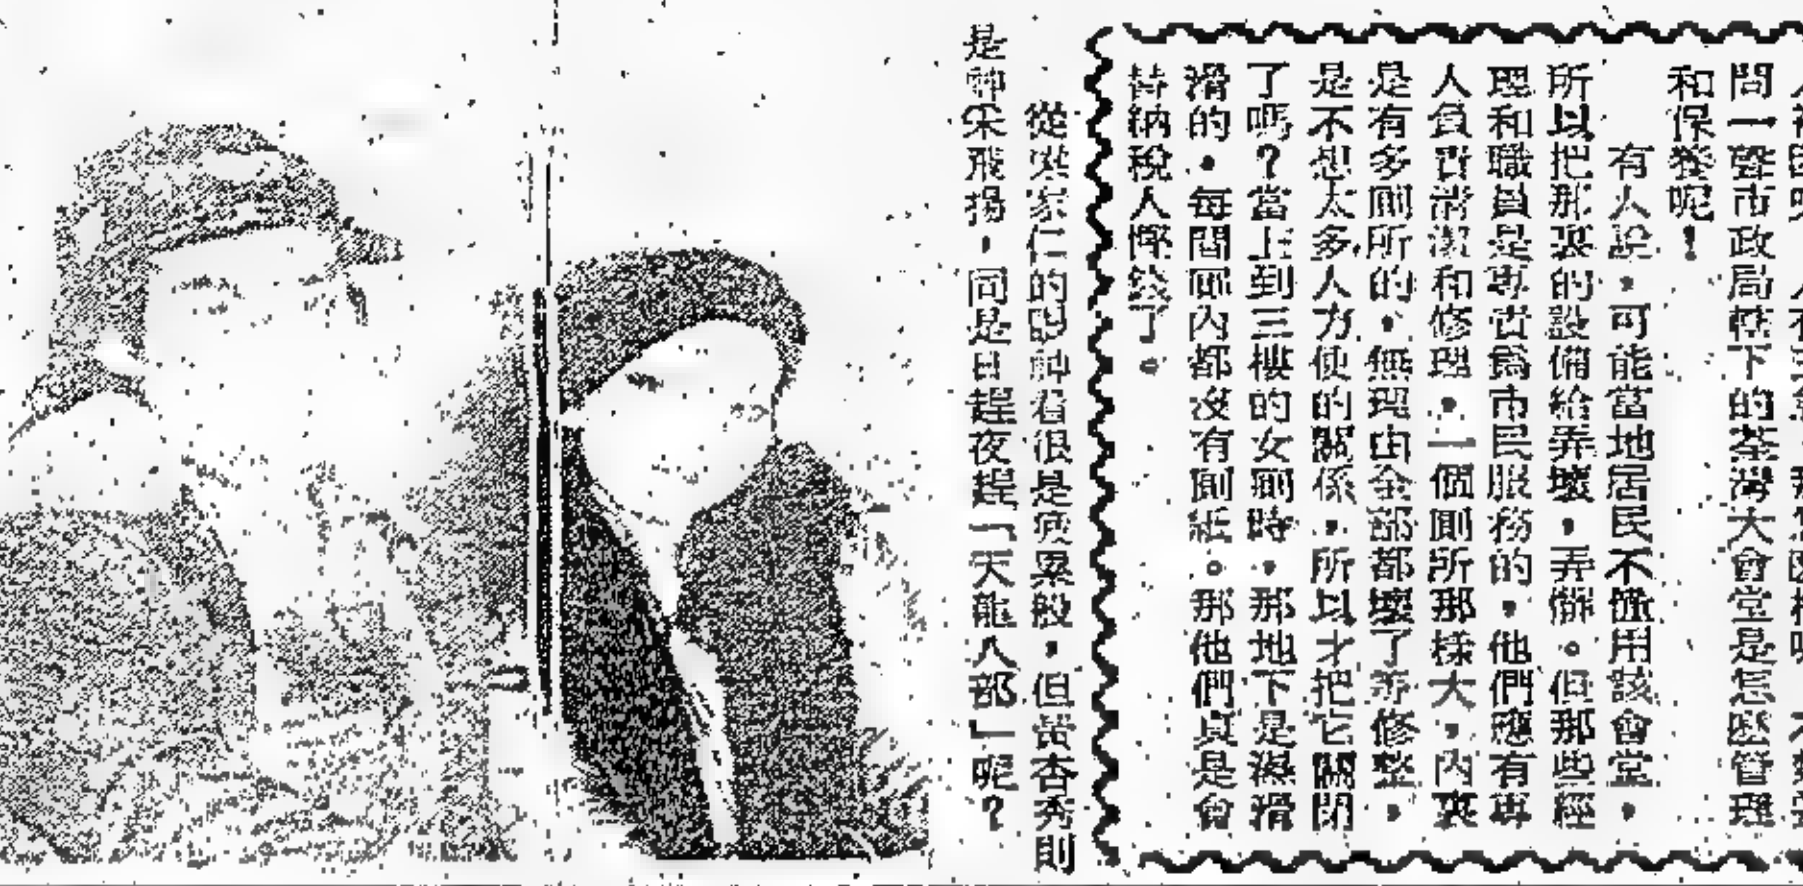 問一聲市政局轄下的荃灣大會堂是怎麽管理
和保養呢！
有人說，可能當地居民不懂用該會堂，
所以把那裏的設備給弄壞，弄髒。但那些經
理和職員是專責爲市民服務的，他們應有專
人負責清潔和修理．一個厠所那樣大，內裏
是有多厠所的，無理由全部都壞了等修整，
是不想太多人力使的關係，所以才把它關閉
了嗎？當上到三樓的女厠時，那地下是濕滑
滑的．每間厠內都沒有厠紙。那他們真是會
替納稅人慳錢了。
從洪家仁的眼神看很是疲累般，但黃杏秀則
是神采飛揚，同是日趕夜趕「天龍八部」呢？